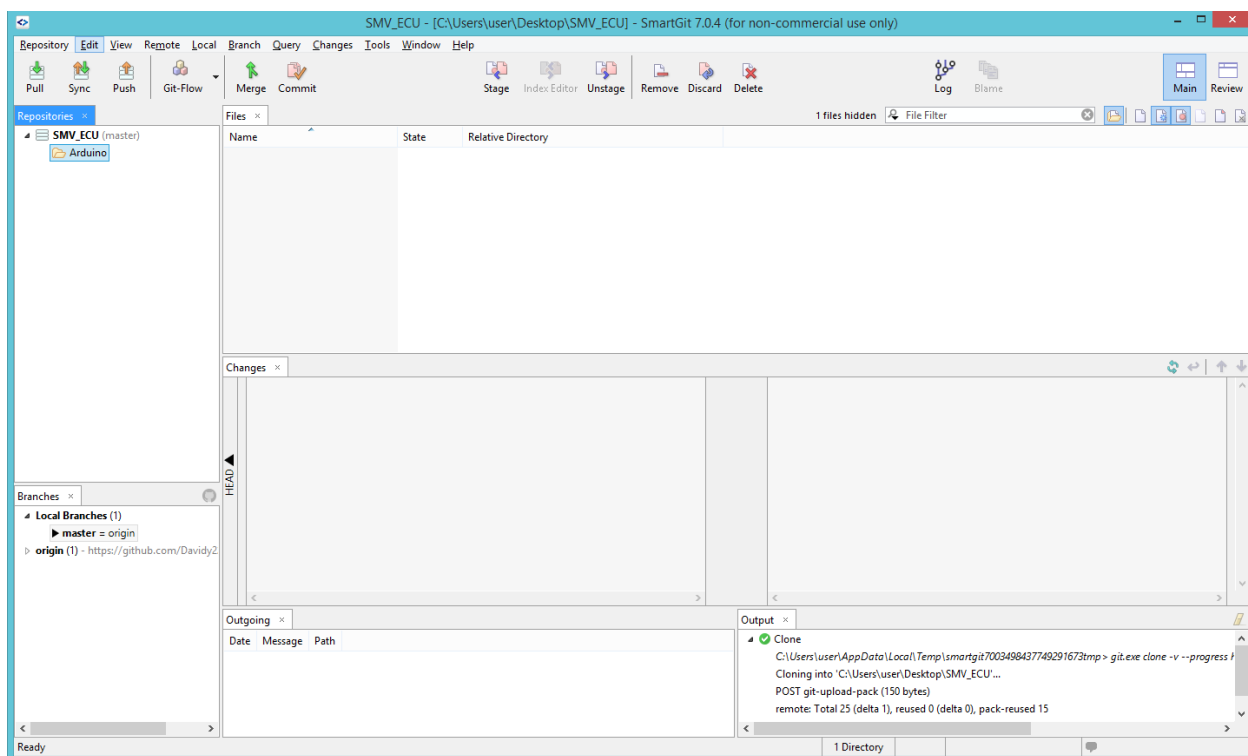 SMV_ECU - [C:\Users\user\Desktop\SMV_ECU] - SmartGit 7.0.4 (for non-commercial use only)
Repository Edit View Remote Local Branch Query Changes Tools Window Help
Pull Sync Push Git-Flow Merge Commit Stage Index Editor Unstage Remove Discard Delete Log Blame Main Review
Repositories
SMV_ECU (master)
Arduino
Files
1 files hidden
File Filter
Name State Relative Directory
Changes
HEAD
Branches
Local Branches (1)
master = origin
origin (1) - https://github.com/Davidy2
Outgoing
Date Message Path
Output
Clone
C:\Users\user\AppData\Local\Temp\smartgit7003498437749291673tmp> git.exe clone -v --progress
Cloning into 'C:\Users\user\Desktop\SMV_ECU'...
POST git-upload-pack (150 bytes)
remote: Total 25 (delta 1), reused 0 (delta 0), pack-reused 15
Ready
1 Directory